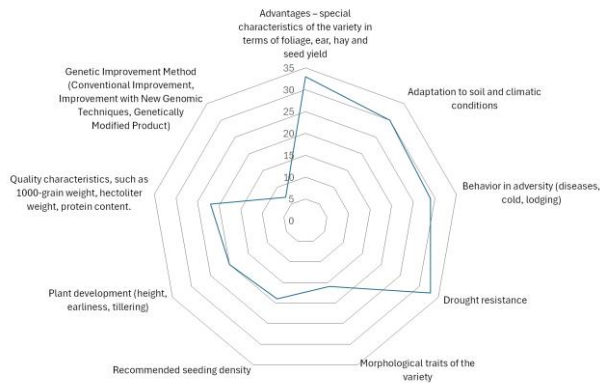 Advantages – special
characteristics of the variety in
terms of foliage, ear, hay and
seed yield
35
30
25
20
15
10
5
0
Adaptation to soil and climatic
conditions
Behavior in adversity (diseases,
cold, lodging)
Drought resistance
Morphological traits of the
variety
Recommended seeding density
Plant development (height,
earliness, tillering)
Quality characteristics, such as
1000-grain weight, hectoliter
weight, protein content.
Genetic Improvement Method
(Conventional Improvement,
Improvement with New Genomic
Techniques, Genetically
Modified Product)